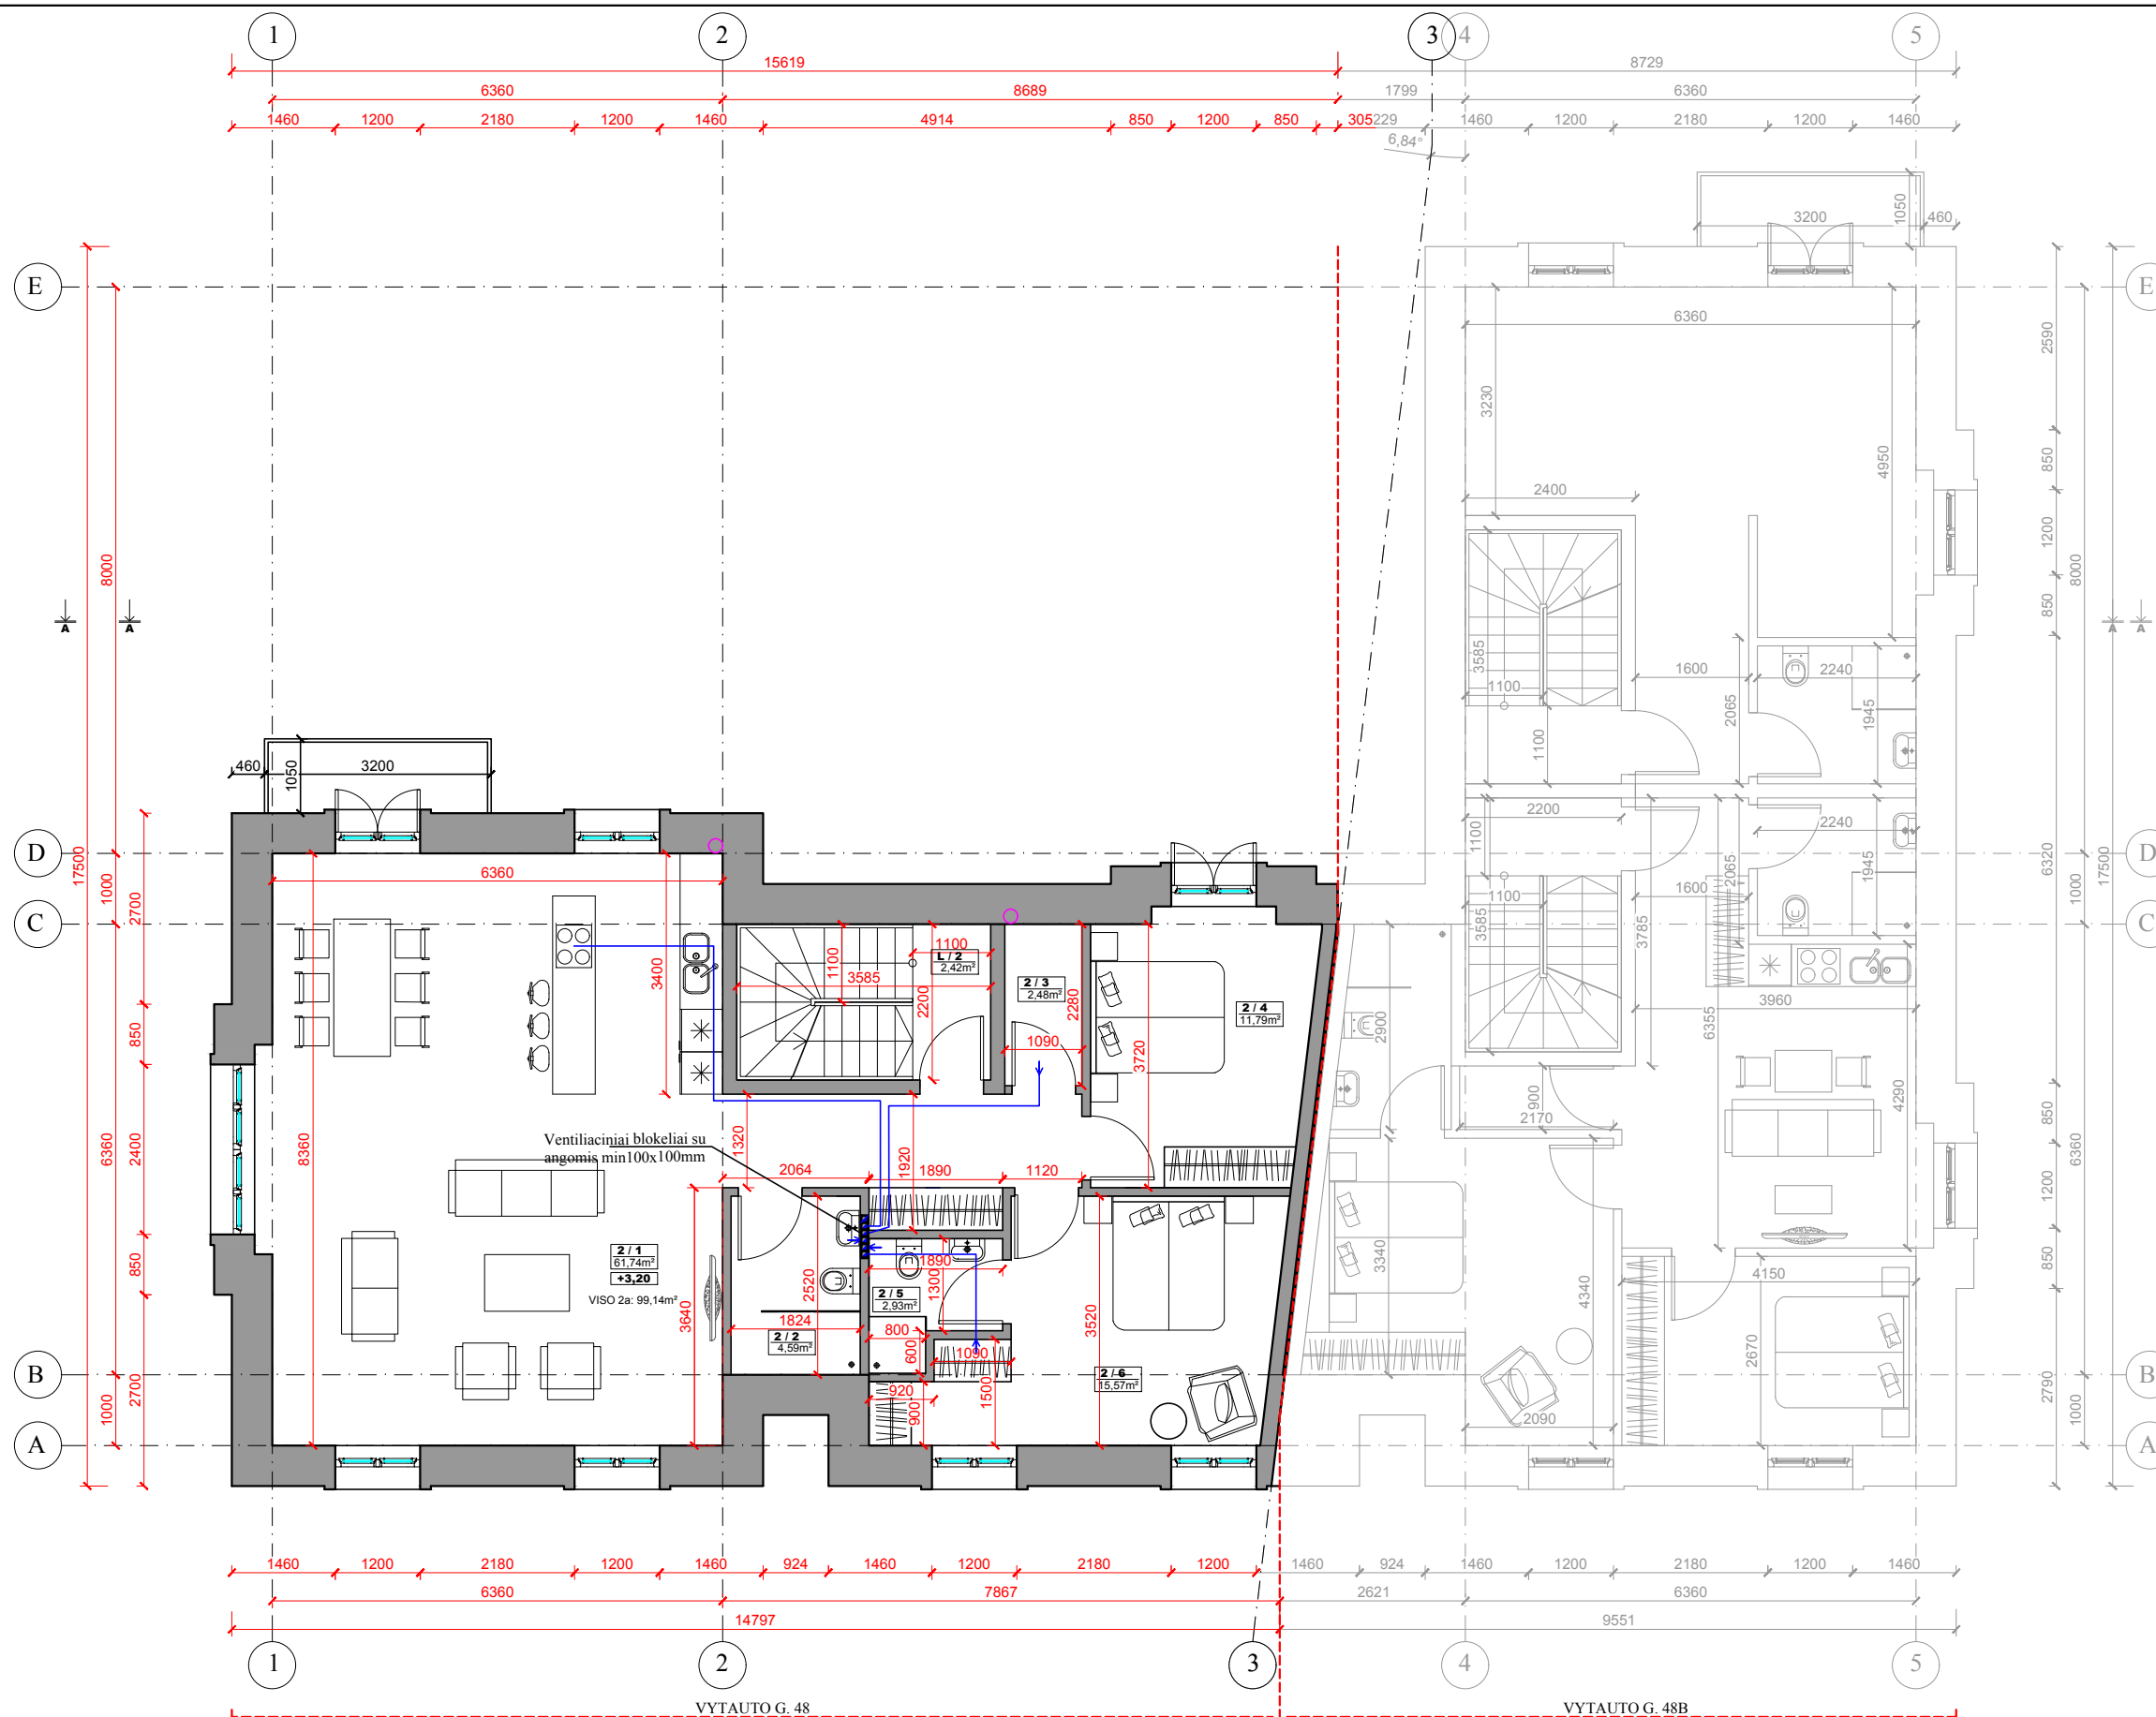 1 2 3 4 5
15619 8729
6360 8689 1799 6360
1460 1200 2180 1200 1460 4914 850 1200 850 305 229 1460 1200 2180 1200 1460
6,84°
3200 1050 460
E E
6360
2590
3230
4950
850
2400
1200
8000 8000
850
A A A A
3585
1600 2240
1100
2065 1945
1100
460 1050 3200
2200
1100 2240
D D
17500 1000 2700 6360 2065 1945 6320 1000 17500
1100 1600
C C
3585 3785
1100
1100 L / 2
2,42m²
3585
3400 2200
2 / 3
2,48m²
2280
2 / 4
11,79m²
3720
1090
2900
3960
6355
850 850
4290
900
2170
6360 2400 8360 6360
Ventiliaciniai blokeliai su
angomis min100x100mm
1320
2064 1920 1890 1120
1200
3340
850 850
2 / 1
61,74m²
+3,20
VISO 2a: 99,14m²
3640
2520
1890
1300
2 / 5
2,93m²
3520
4150
4340
1824
2 / 2
4,59m²
800
600
1090
2670
B B
2 / 6
15,57m²
1000 2700 920 900 1500 2790 1000
2090
A A
1460 1200 2180 1200 1460 924 1460 1200 2180 1200 1460 924 1460 1200 2180 1200 1460
6360 7867 2621 6360
14797 9551
1 2 3 4 5
VYTAUTO G. 48 VYTAUTO G. 48B